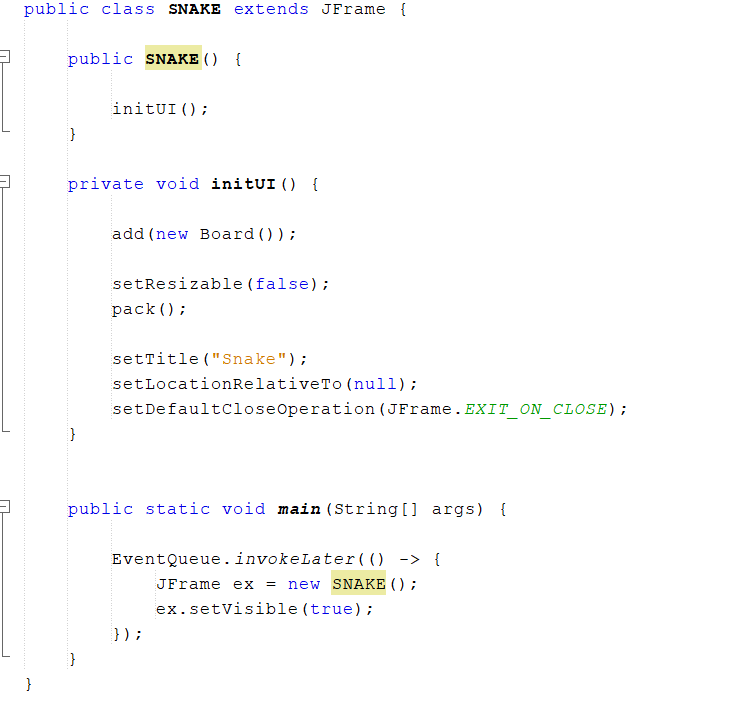 public class SNAKE extends JFrame {
public SNAKE() {
initUI();
}
private void initUI() {
add(new Board());
setResizable(false);
pack();
setTitle("Snake");
setLocationRelativeTo(null);
setDefaultCloseOperation(JFrame.EXIT_ON_CLOSE);
}
public static void main(String[] args) {
EventQueue.invokeLater(() -> {
JFrame ex = new SNAKE();
ex.setVisible(true);
});
}
}